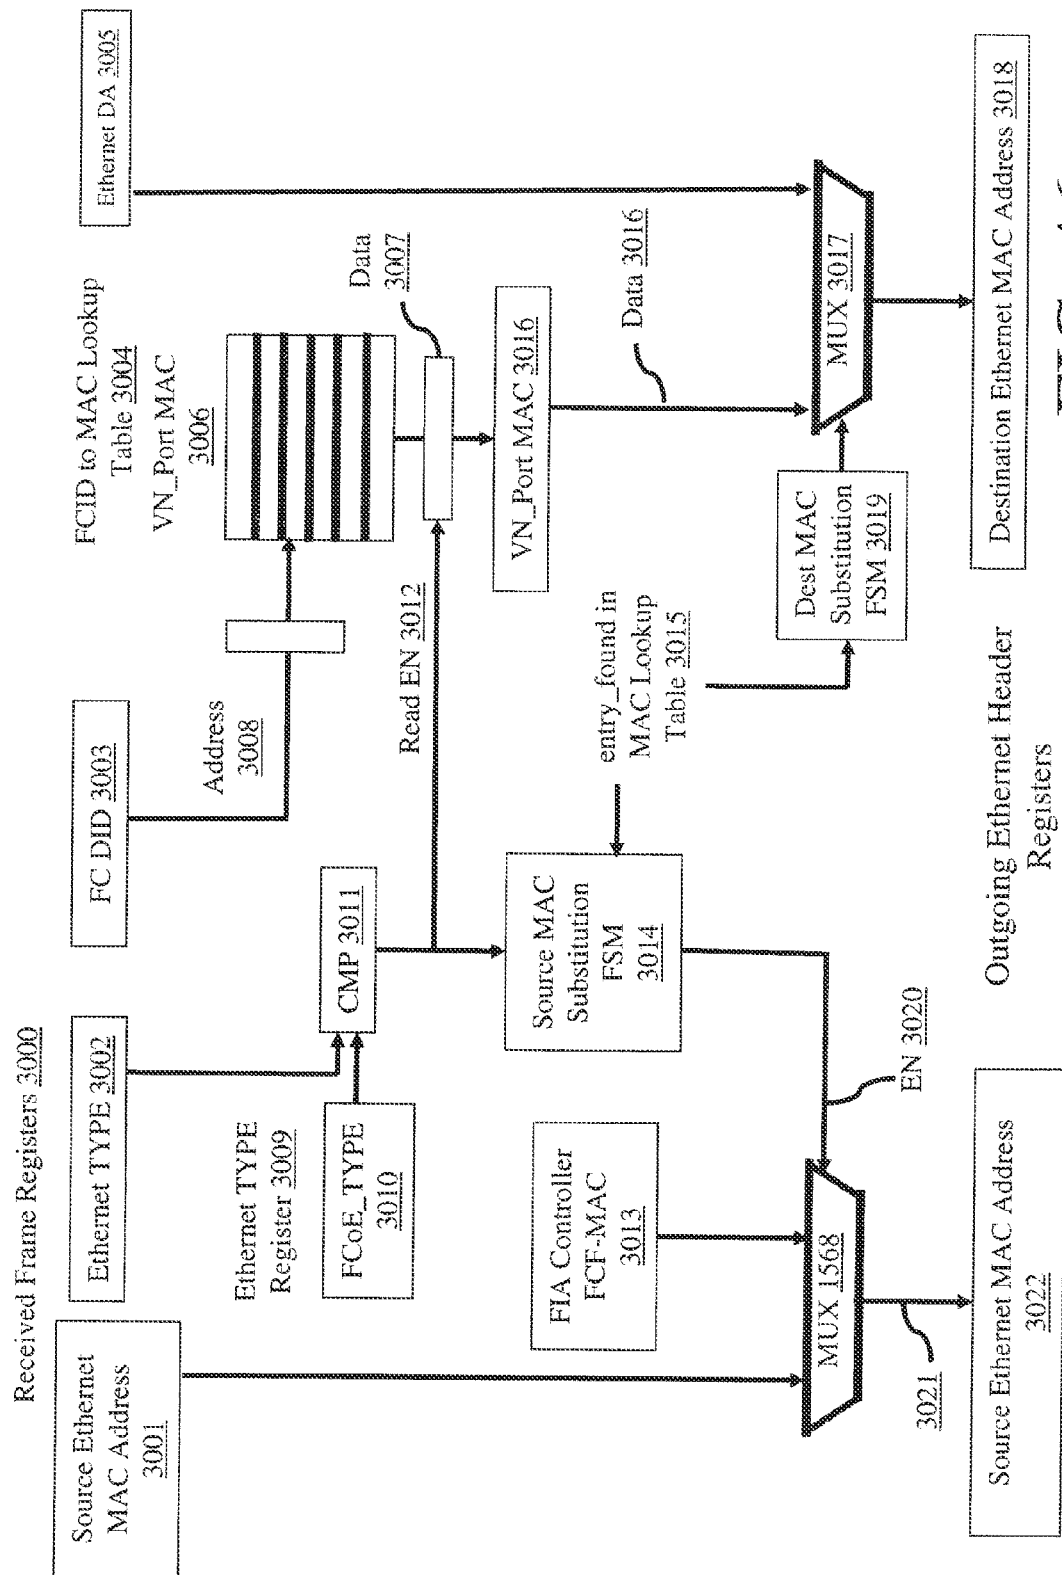 Received Frame Registers 3000
Source Ethernet
MAC Address
3001
Ethernet TYPE 3002
FC DID 3003
FCID to MAC Lookup
Table 3004
VN_Port MAC
3006
Ethernet DA 3005
Address
3008
Data
3007
Ethernet TYPE
Register 3009
FCoE_TYPE
3010
CMP 3011
Read EN 3012
VN_Port MAC 3016
FIA Controller
FCF-MAC
3013
Source MAC
Substitution
FSM
3014
entry_found in
MAC Lookup
Table 3015
Data 3016
Dest MAC
Substitution
FSM 3019
MUX 1568
MUX 3017
EN 3020
3021
Source Ethernet MAC Address
3022
Outgoing Ethernet Header
Registers
Destination Ethernet MAC Address 3018